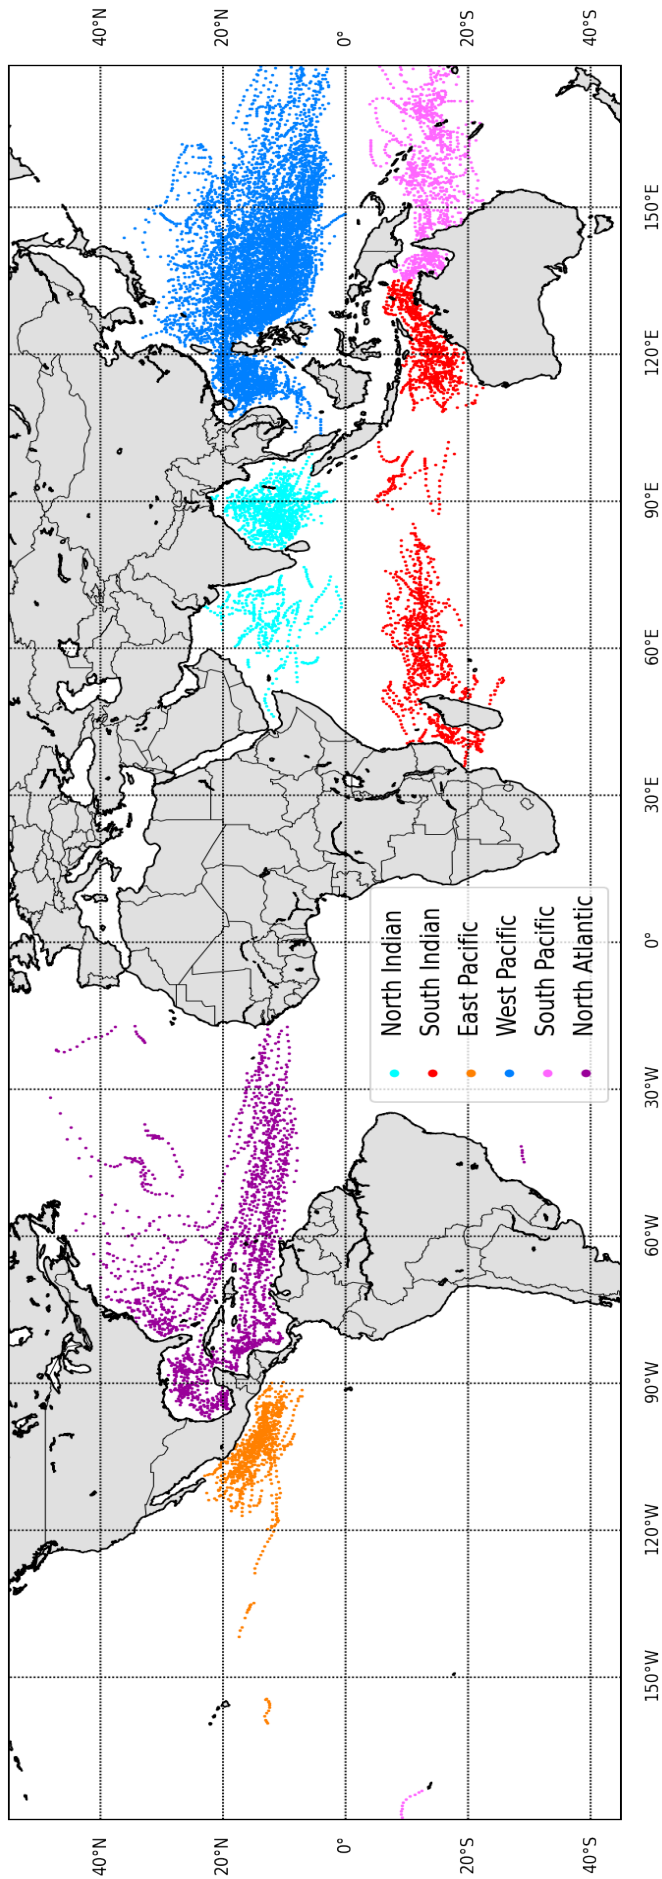 40°N
20°N
0°
20°S
40°S
150°W
120°W
90°W
60°W
30°W
0°
30°E
60°E
90°E
120°E
150°E
40°N
20°N
0°
20°S
40°S
North Indian
South Indian
East Pacific
West Pacific
South Pacific
North Atlantic